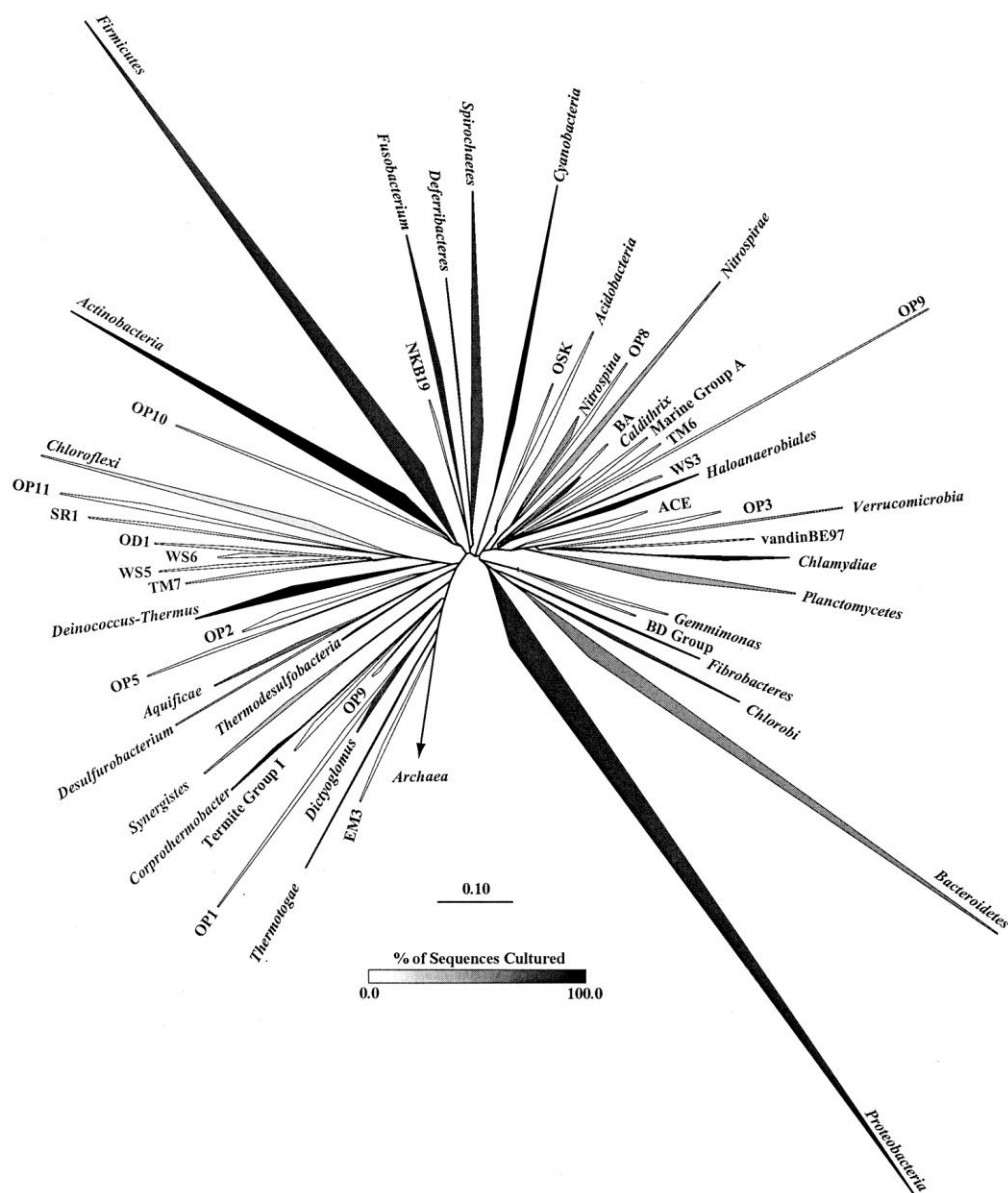 Firmicutes
Fusobacterium
Deferribacteres
Spirochaetes
Cyanobacteria
Acidobacteria
Nitrospirae
OP9
Actinobacteria
NKB19
OSK
Nitrospina
OP8
BA
Caldithrix
Marine Group A
TM6
OP10
WS3
Haloanaerobiales
Chloroflexi
OP11
SR1
ACE
OP3
Verrucomicrobia
OD1
vandinBE97
WS6
Chlamydiae
WS5
TM7
Planctomycetes
Deinococcus-Thermus
OP2
Gemmimonas
BD Group
OP5
Fibrobacteres
Aquificae
Chlorobi
Desulfurobacterium
Thermodesulfobacteria
Synergistes
OP9
Corprothermobacter
Termite Group I
Dictyoglomus
EM3
Archaea
OP1
Thermotogae
Bacteroidetes
0.10
% of Sequences Cultured
0.0 100.0
Proteobacteria